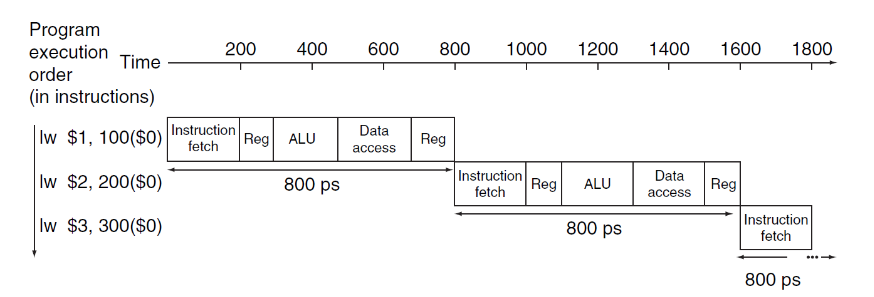 Program
execution
order
(in instructions)
Time
200 400 600 800 1000 1200 1400 1600 1800
lw $1, 100($0)
Instruction
fetch
Reg
ALU
Data
access
Reg
lw $2, 200($0)
800 ps
Instruction
fetch
Reg
ALU
Data
access
Reg
lw $3, 300($0)
800 ps
Instruction
fetch
...
800 ps